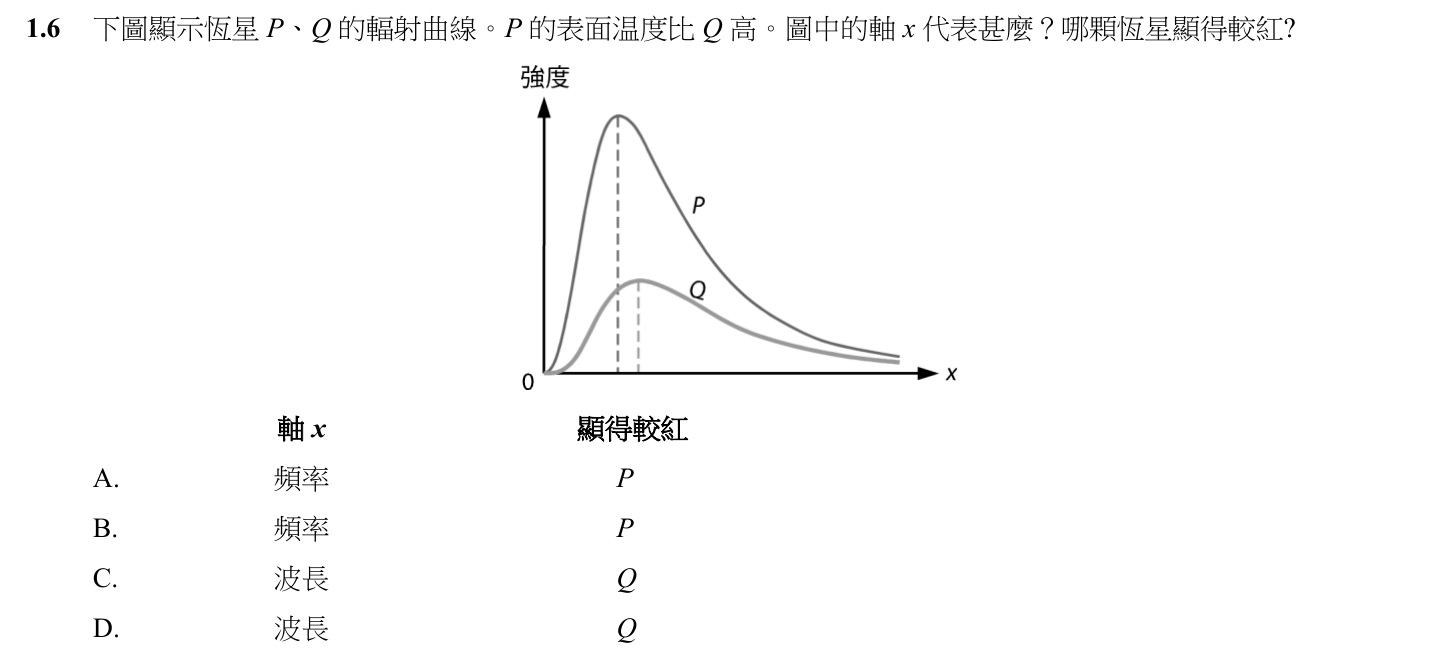 1.6 下圖顯示恆星 P、Q 的輻射曲線。P 的表面温度比 Q 高。圖中的軸 x 代表甚麼？哪顆恆星顯得較紅?
強度
P
Q
0
x
軸 x 顯得較紅
A. 頻率 P
B. 頻率 P
C. 波長 Q
D. 波長 Q